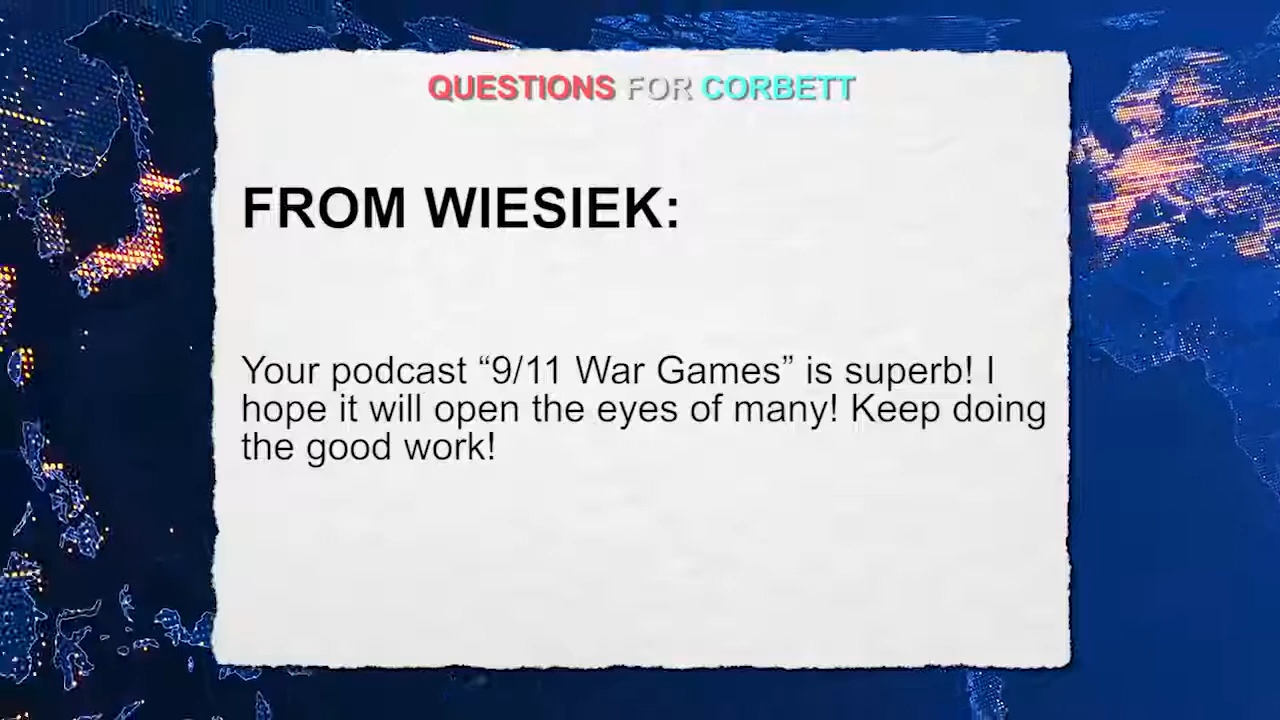 QUESTIONS FOR CORBETT
FROM WIESIEK:
Your podcast “9/11 War Games” is superb! I
hope it will open the eyes of many! Keep doing
the good work!